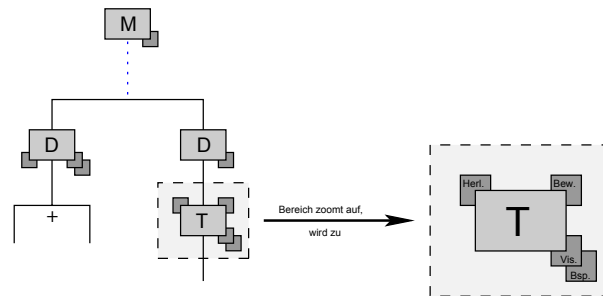 M
D
D
+
T
Bereich zoomt auf,
wird zu
Herl.
Bew.
T
Vis.
Bsp.